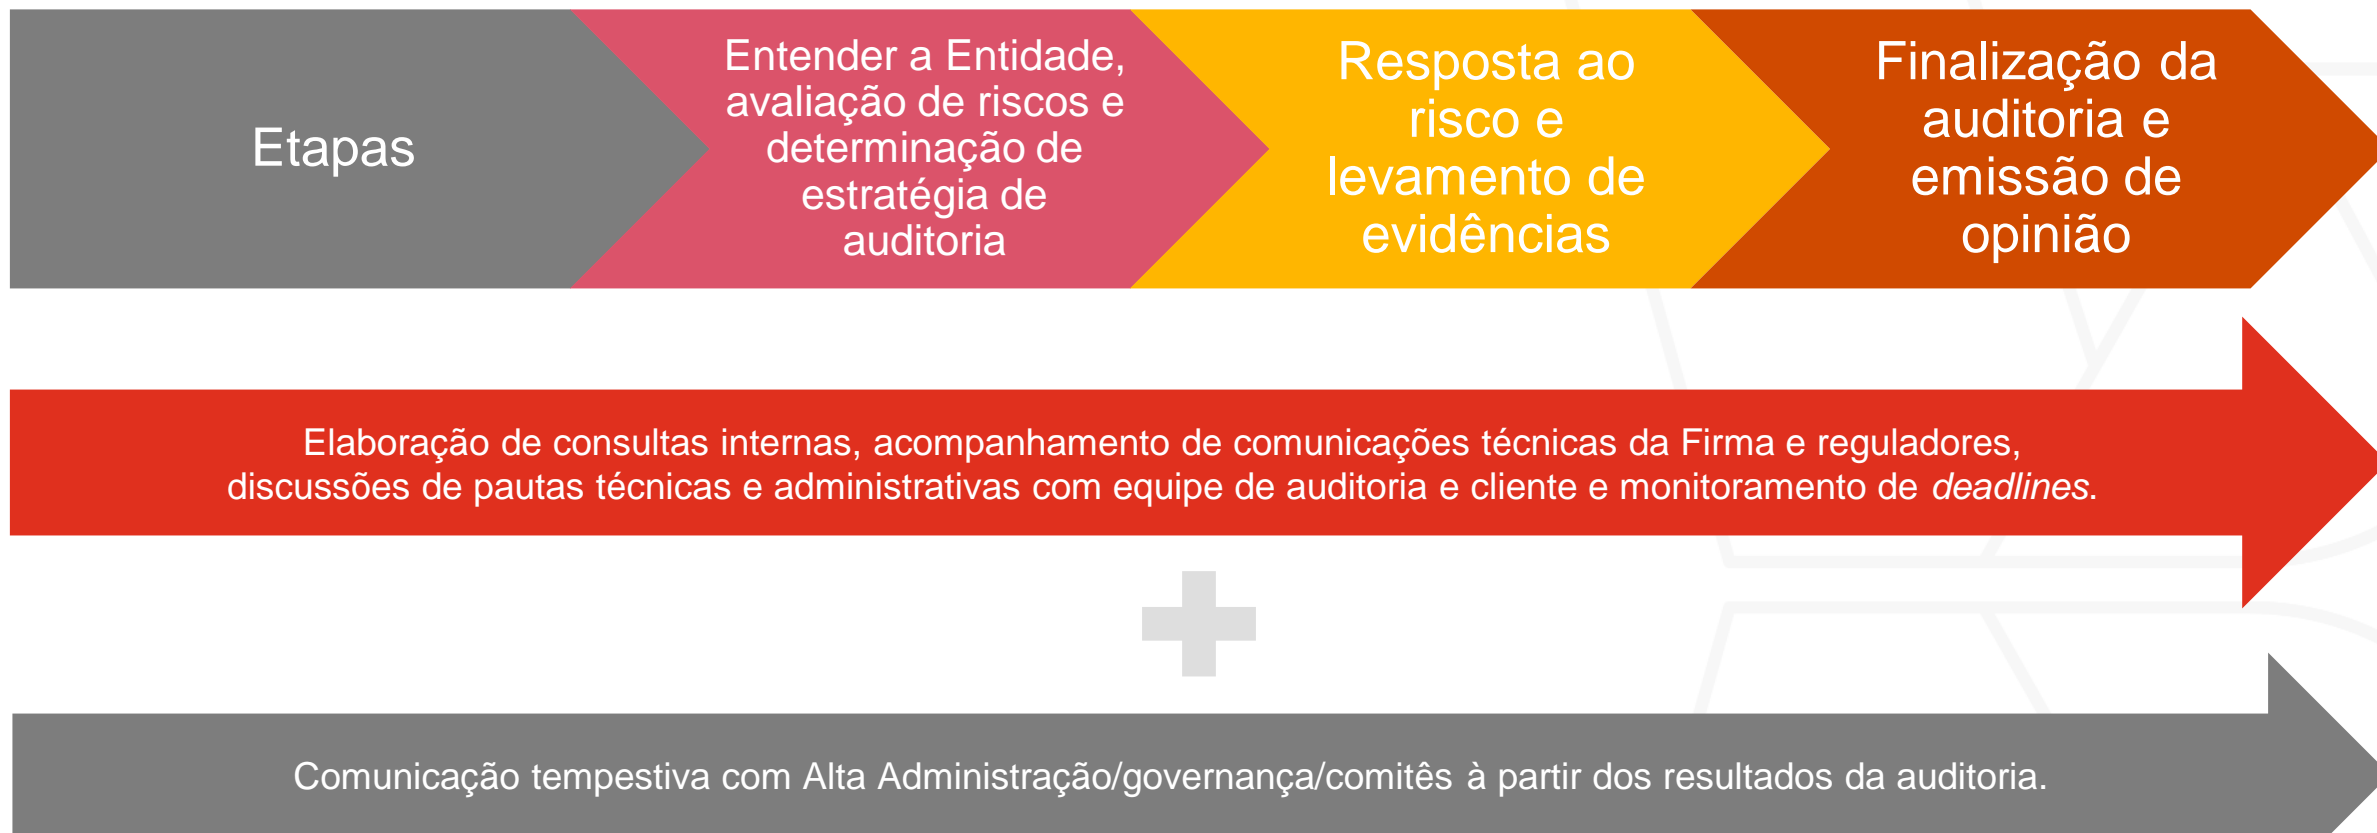 Etapas
Entender a Entidade,
avaliação de riscos e
determinação de
estratégia de
auditoria
Resposta ao
risco e
levamento de
evidências
Finalização da
auditoria e
emissão de
opinião
Elaboração de consultas internas, acompanhamento de comunicações técnicas da Firma e reguladores,
discussões de pautas técnicas e administrativas com equipe de auditoria e cliente e monitoramento de deadlines.
Comunicação tempestiva com Alta Administração/governança/comitês à partir dos resultados da auditoria.